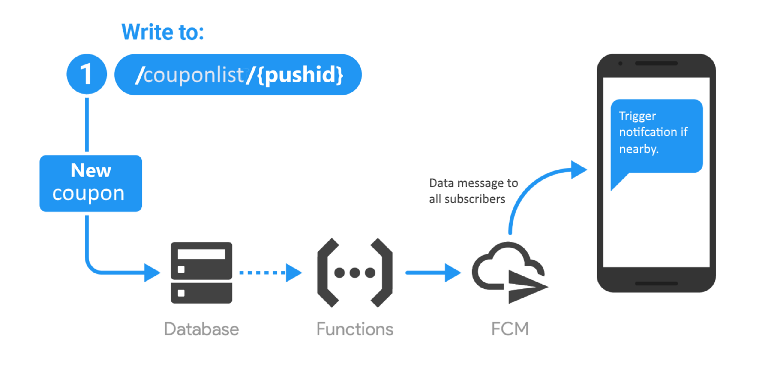 Write to:
1
/couponlist/{pushid}
New
coupon
Data message to
all subscribers
Trigger
notifcation if
nearby.
Database
Functions
FCM